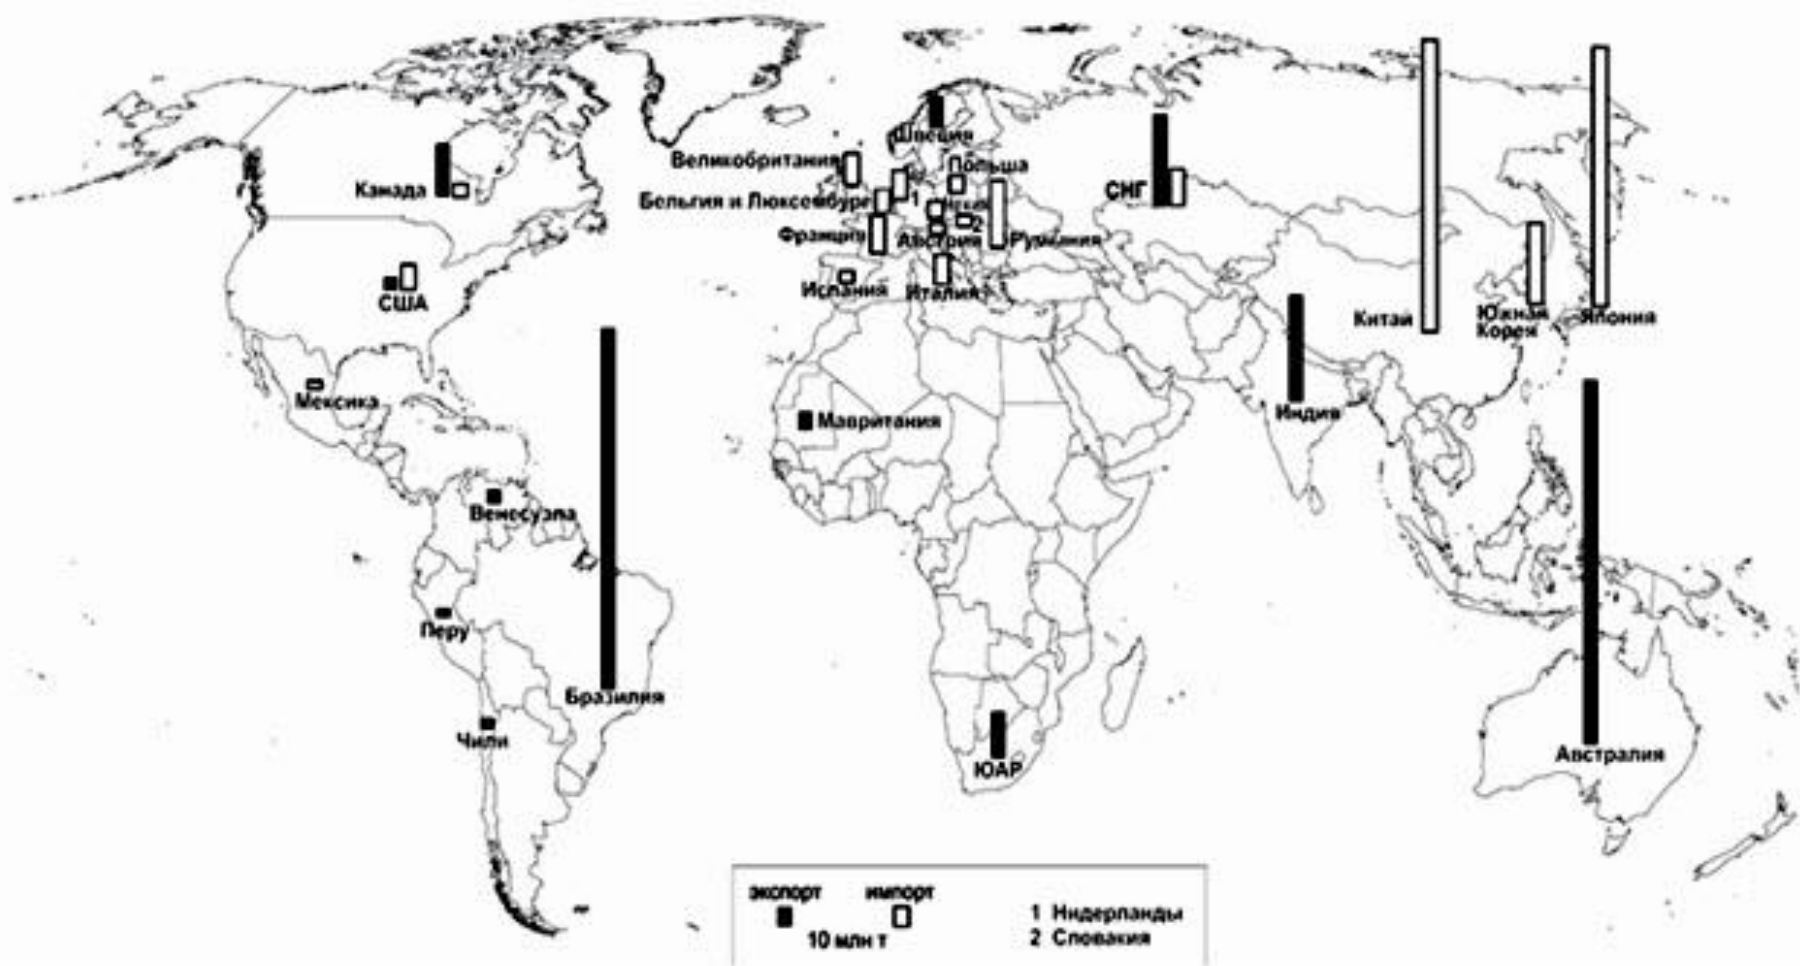 Швеция
Великобритания
Польша
Канада
СНГ
Бельгия и Люксембург
1
2
Франция
Австрия
Румыния
Испания
Италия
США
Китай
Южная
Корея
Япония
Мексика
Мавритания
Индия
Венесуэла
Перу
Бразилия
Чили
ЮАР
Австралия
экспорт импорт
10 млн т
1 Нидерланды
2 Словакия